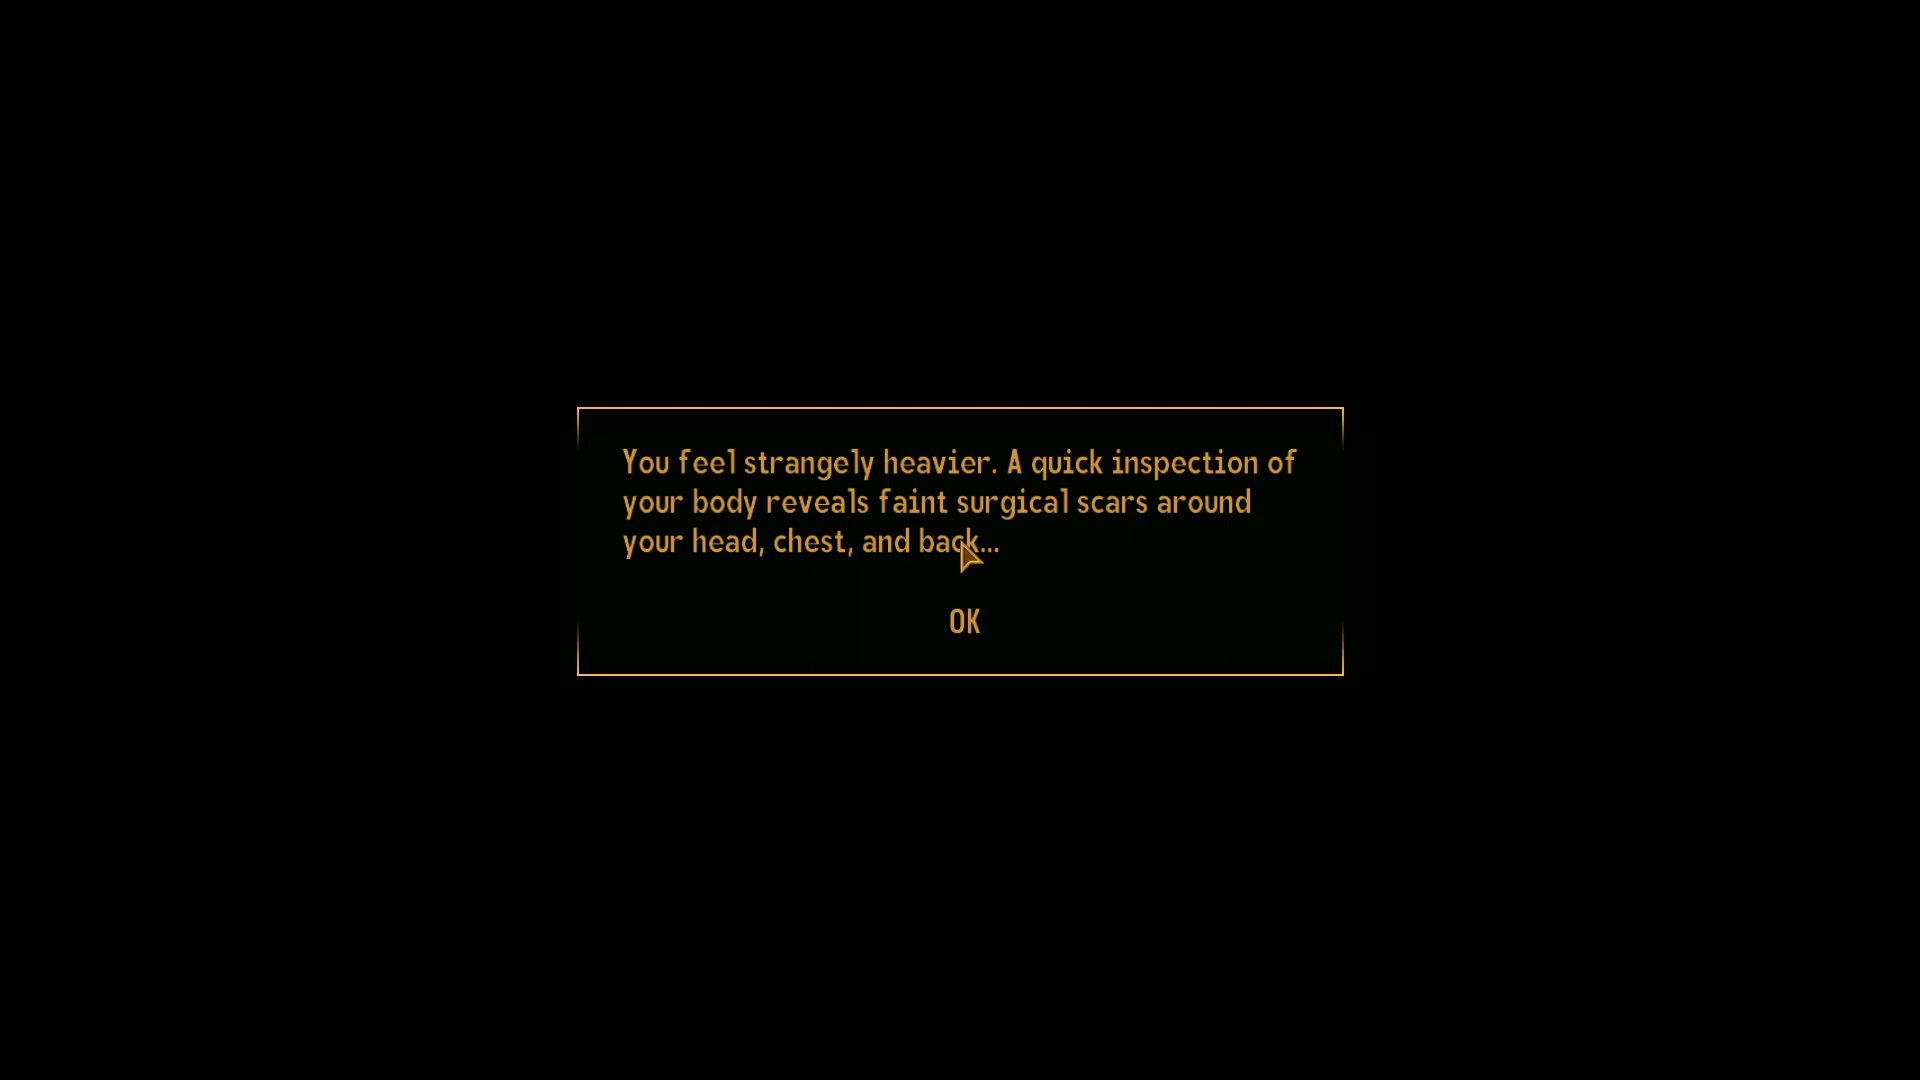 You feel strangely heavier. A quick inspection of
your body reveals faint surgical scars around
your head, chest, and back...
OK